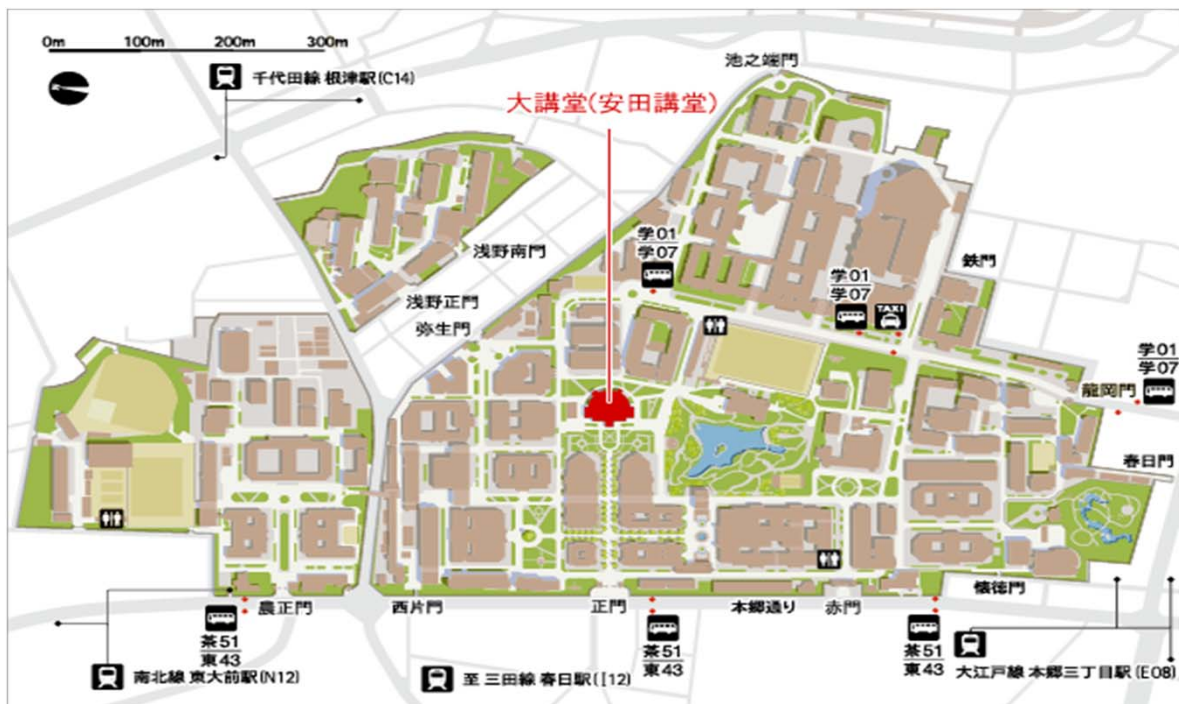 0m 100m 200m 300m
千代田線 根津駅(C14)
池之端門
大講堂(安田講堂)
浅野南門
学01
学07
鉄門
浅野正門
学01
学07
TAXI
弥生門
学01
学07
龍岡門
春日門
懐徳門
農正門
西片門
正門
本郷通り
赤門
茶51
東43
茶51
東43
茶51
東43
南北線 東大前駅(N12)
至 三田線 春日駅(I12)
大江戸線 本郷三丁目駅(E08)